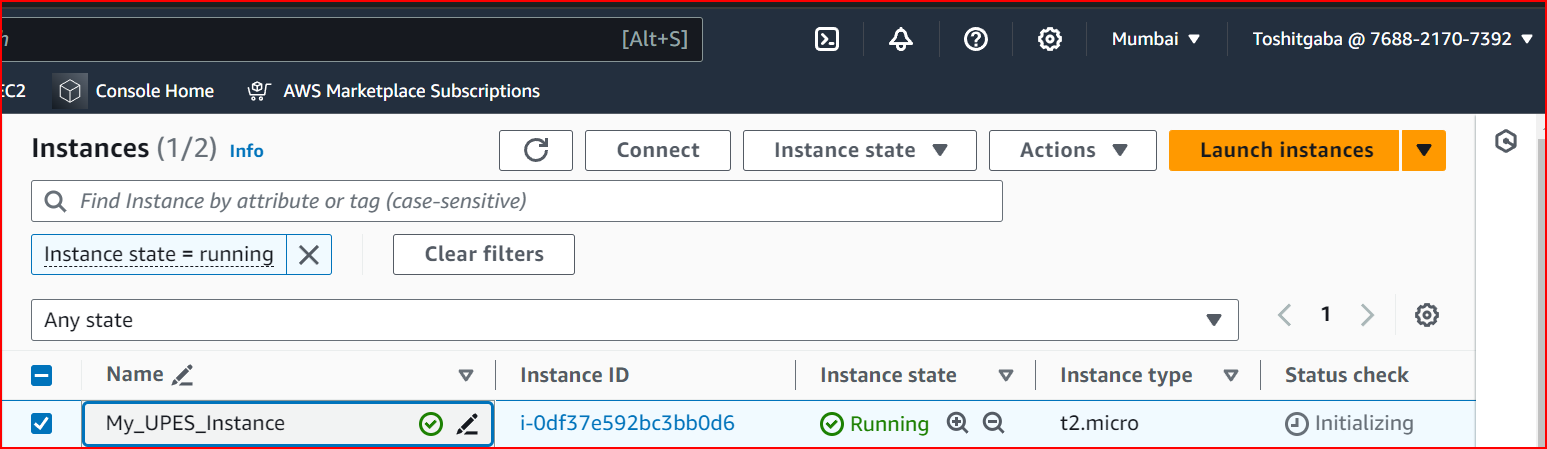 [Alt+S] Mumbai Toshitgaba @ 7688-2170-7392
EC2 Console Home AWS Marketplace Subscriptions
Instances (1/2) Info Connect Instance state Actions Launch instances
Find Instance by attribute or tag (case-sensitive)
Instance state = running Clear filters
Any state 1
Name Instance ID Instance state Instance type Status check
My_UPES_Instance i-0df37e592bc3bb0d6 Running t2.micro Initializing